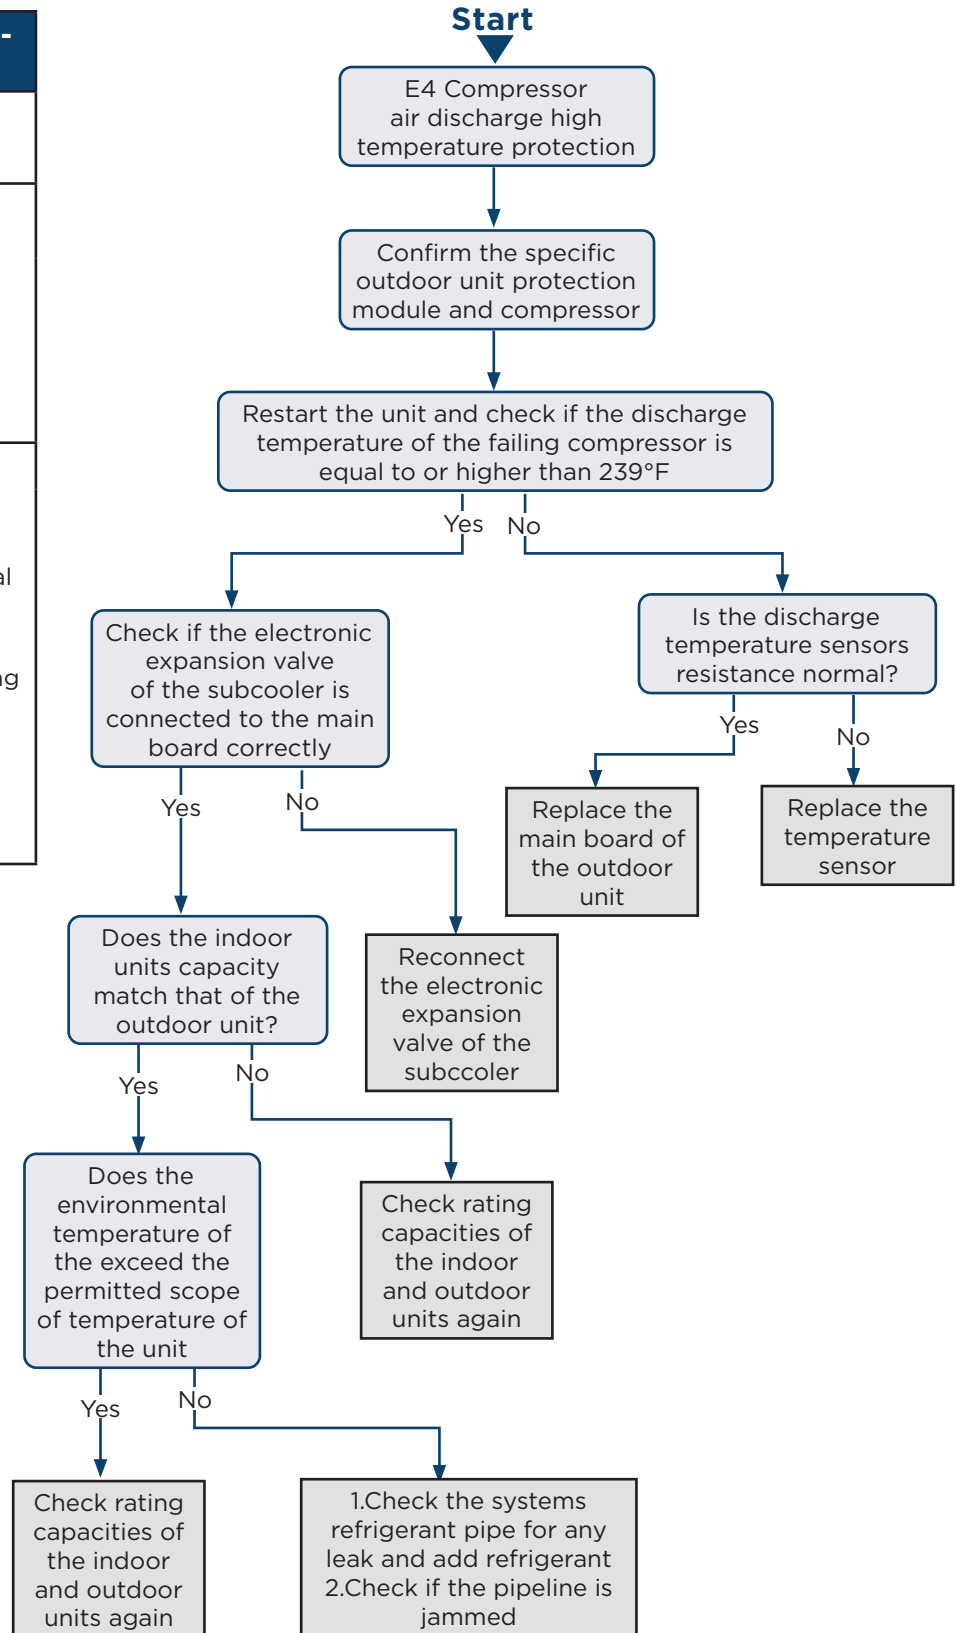 -
al
ng
Start
E4 Compressor
air discharge high
temperature protection
Confirm the specific
outdoor unit protection
module and compressor
Restart the unit and check if the discharge
temperature of the failing compressor is
equal to or higher than 239°F
Yes No
Check if the electronic
expansion valve
of the subcooler is
connected to the main
board correctly
Is the discharge
temperature sensors
resistance normal?
Yes
No
Replace the
main board of
the outdoor
unit
Replace the
temperature
sensor
Yes
No
Does the indoor
units capacity
match that of the
outdoor unit?
Reconnect
the electronic
expansion
valve of the
subccoler
Yes
No
Does the
environmental
temperature of
the exceed the
permitted scope
of temperature of
the unit
Check rating
capacities of
the indoor
and outdoor
units again
Yes
No
Check rating
capacities of
the indoor
and outdoor
units again
1.Check the systems
refrigerant pipe for any
leak and add refrigerant
2.Check if the pipeline is
jammed